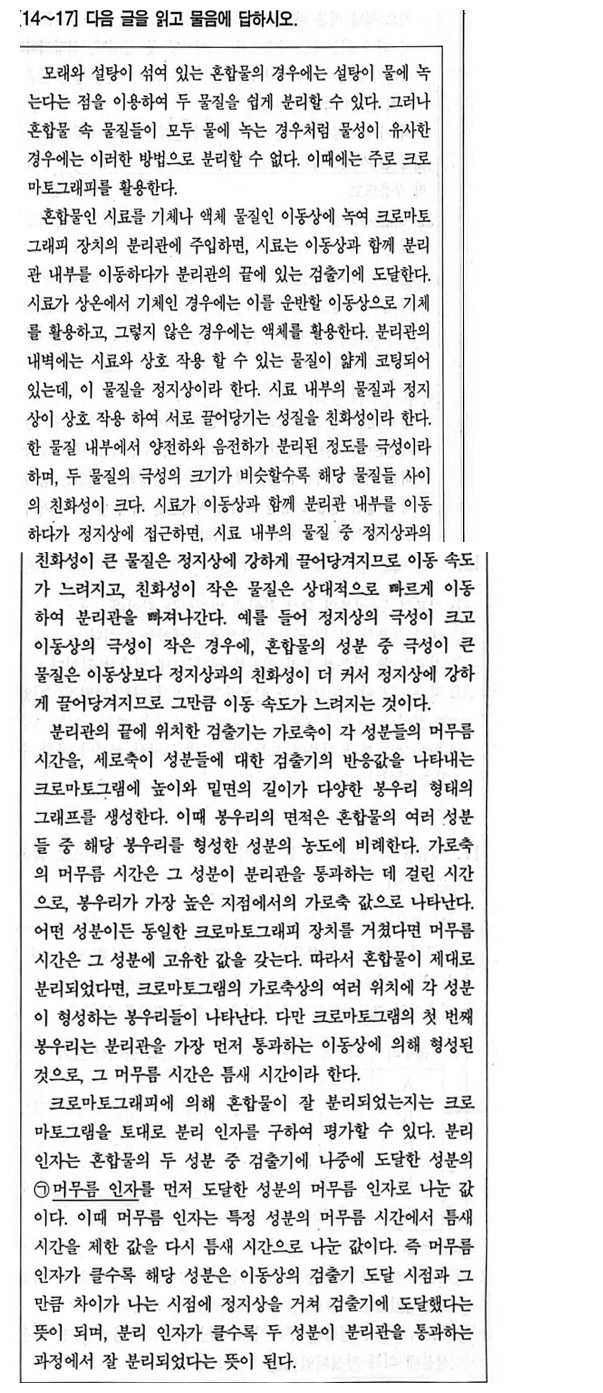 [14～17] 다음 글을 읽고 물음에 답하시오.
모래와 설탕이 섞여 있는 혼합물의 경우에는 설탕이 물에 녹
는다는 점을 이용하여 두 물질을 쉽게 분리할 수 있다. 그러나
혼합물 속 물질들이 모두 물에 녹는 경우처럼 물성이 유사한
경우에는 이러한 방법으로 분리할 수 없다. 이때에는 주로 크로
마토그래피를 활용한다.
혼합물인 시료를 기체나 액체 물질인 이동상에 녹여 크로마토
그래피 장치의 분리관에 주입하면, 시료는 이동상과 함께 분리
관 내부를 이동하다가 분리관의 끝에 있는 검출기에 도달한다.
시료가 상온에서 기체인 경우에는 이를 운반할 이동상으로 기체
를 활용하고, 그렇지 않은 경우에는 액체를 활용한다. 분리관의
내벽에는 시료와 상호 작용 할 수 있는 물질이 얇게 코팅되어
있는데, 이 물질을 정지상이라 한다. 시료 내부의 물질과 정지
상이 상호 작용 하여 서로 끌어당기는 성질을 친화성이라 한다.
한 물질 내부에서 양전하와 음전하가 분리된 정도를 극성이라
하며, 두 물질의 극성의 크기가 비슷할수록 해당 물질들 사이
의 친화성이 크다. 시료가 이동상과 함께 분리관 내부를 이동
하다가 정지상에 접근하면, 시료 내부의 물질 중 정지상과의
친화성이 큰 물질은 정지상에 강하게 끌어당겨지므로 이동 속도
가 느려지고, 친화성이 작은 물질은 상대적으로 빠르게 이동
하여 분리관을 빠져나간다. 예를 들어 정지상의 극성이 크고
이동상의 극성이 작은 경우에, 혼합물의 성분 중 극성이 큰
물질은 이동상보다 정지상과의 친화성이 더 커서 정지상에 강하
게 끌어당겨지므로 그만큼 이동 속도가 느려지는 것이다.
분리관의 끝에 위치한 검출기는 가로축이 각 성분들의 머무름
시간을, 세로축이 성분들에 대한 검출기의 반응값을 나타내는
크로마토그램에 높이와 밑면의 길이가 다양한 봉우리 형태의
그래프를 생성한다. 이때 봉우리의 면적은 혼합물의 여러 성분
들 중 해당 봉우리를 형성한 성분의 농도에 비례한다. 가로축
의 머무름 시간은 그 성분이 분리관을 통과하는 데 걸린 시간
으로, 봉우리가 가장 높은 지점에서의 가로축 값으로 나타난다.
어떤 성분이든 동일한 크로마토그래피 장치를 거쳤다면 머무름
시간은 그 성분에 고유한 값을 갖는다. 따라서 혼합물이 제대로
분리되었다면, 크로마토그램의 가로축상의 여러 위치에 각 성분
이 형성하는 봉우리들이 나타난다. 다만 크로마토그램의 첫 번째
봉우리는 분리관을 가장 먼저 통과하는 이동상에 의해 형성된
것으로, 그 머무름 시간은 틈새 시간이라 한다.
크로마토그래피에 의해 혼합물이 잘 분리되었는지는 크로
마토그램을 토대로 분리 인자를 구하여 평가할 수 있다. 분리
인자는 혼합물의 두 성분 중 검출기에 나중에 도달한 성분의
㉠머무름 인자를 먼저 도달한 성분의 머무름 인자로 나눈 값
이다. 이때 머무름 인자는 특정 성분의 머무름 시간에서 틈새
시간을 제한 값을 다시 틈새 시간으로 나눈 값이다. 즉 머무름
인자가 클수록 해당 성분은 이동상의 검출기 도달 시점과 그
만큼 차이가 나는 시점에 정지상을 거쳐 검출기에 도달했다는
뜻이 되며, 분리 인자가 클수록 두 성분이 분리관을 통과하는
과정에서 잘 분리되었다는 뜻이 된다.